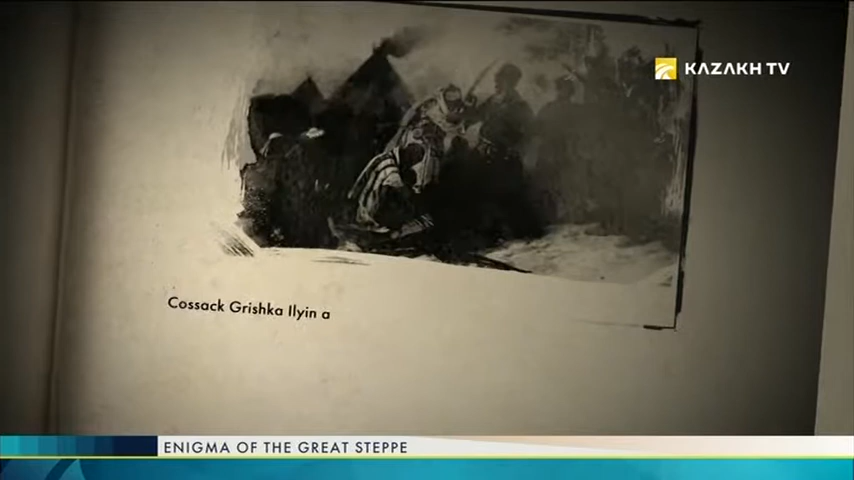 KAZAKH TV
Cossack Grishka Ilyin a
ENIGMA OF THE GREAT STEPPE